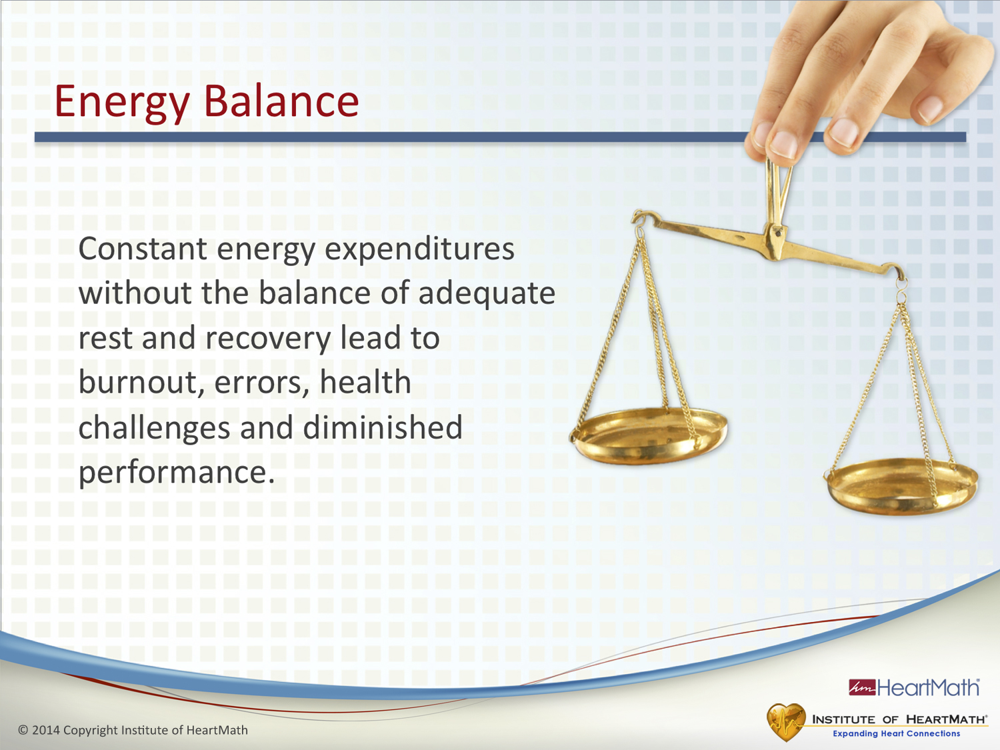 Energy Balance
Constant energy expenditures
without the balance of adequate
rest and recovery lead to
burnout, errors, health
challenges and diminished
performance.
hm HeartMath®
INSTITUTE OF HEARTMATH®
Expanding Heart Connections
© 2014 Copyright Institute of HeartMath